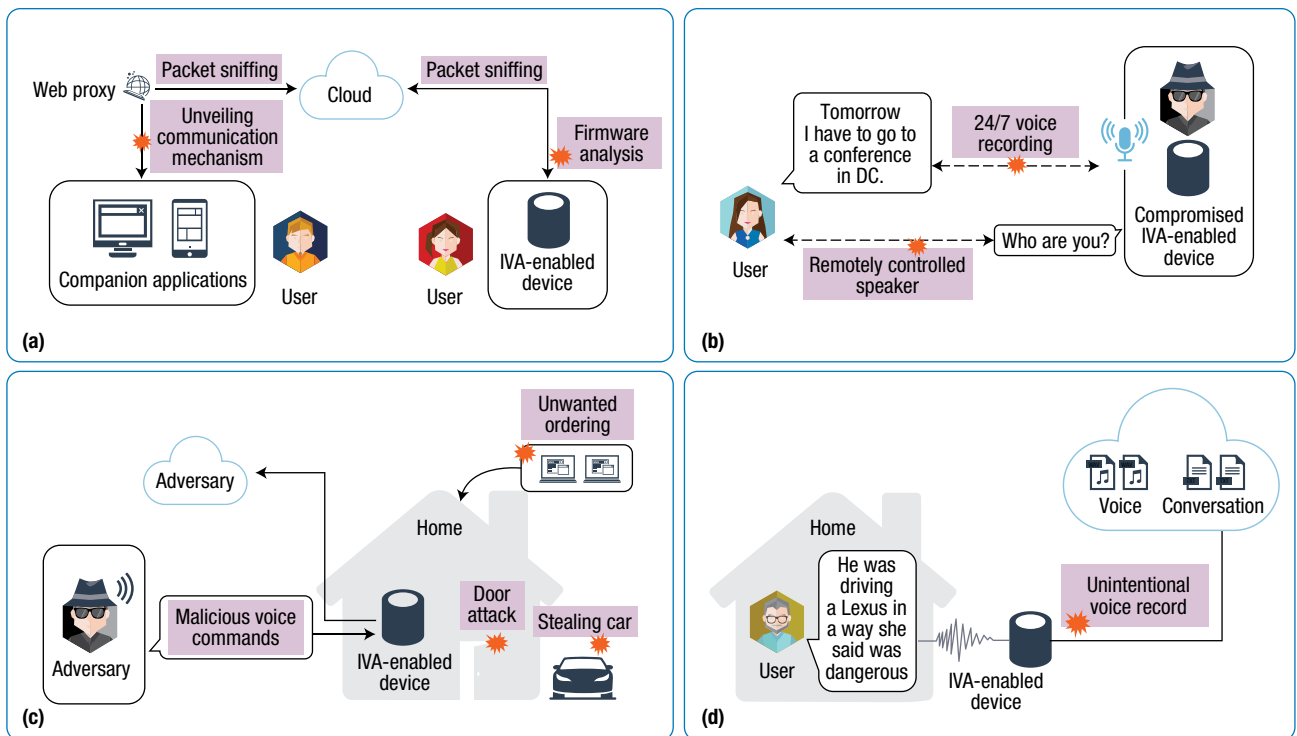 Packet sniffing
Packet sniffing
Web proxy
Cloud
Unveiling
communication
mechanism
Firmware
analysis
Companion applications
User
User
IVA-enabled
device
(a)
Tomorrow
I have to go to
a conference
in DC.
24/7 voice
recording
User
Who are you?
Remotely controlled
speaker
Compromised
IVA-enabled
device
(b)
Unwanted
ordering
Adversary
Home
Malicious voice
commands
Adversary
Door
attack
Stealing car
IVA-enabled
device
(c)
Voice
Conversation
Home
He was
driving
a Lexus in
a way she
said was
dangerous
User
Unintentional
voice record
IVA-enabled
device
(d)